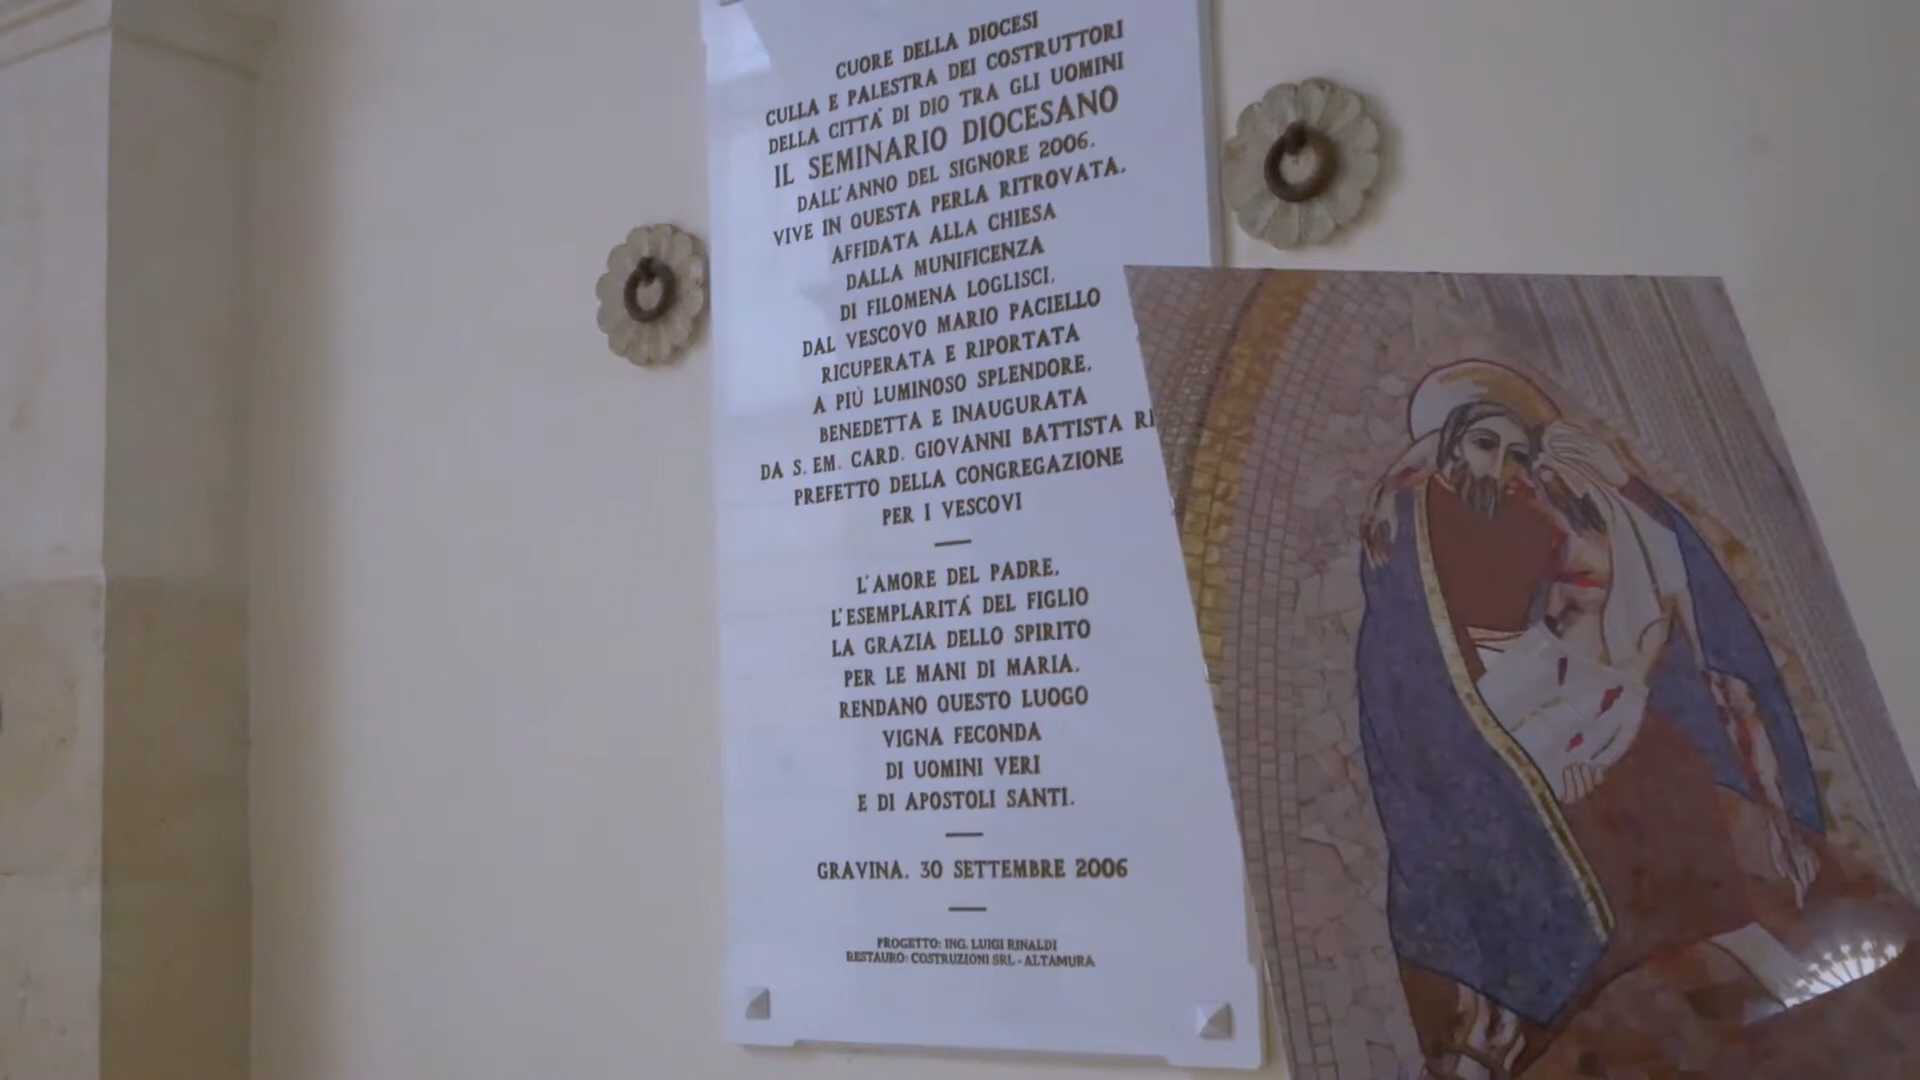 CUORE DELLA DIOCESI
CULLA E PALESTRA DEI COSTRUTTORI
DELLA CITTÁ DI DIO TRA GLI UOMINI
IL SEMINARIO DIOCESANO
DALL'ANNO DEL SIGNORE 2006,
VIVE IN QUESTA PERLA RITROVATA,
AFFIDATA ALLA CHIESA
DALLA MUNIFICENZA
DI FILOMENA LOGLISCI,
DAL VESCOVO MARIO PACIELLO
RICUPERATA E RIPORTATA
A PIÙ LUMINOSO SPLENDORE,
BENEDETTA E INAUGURATA
DA S. EM. CARD. GIOVANNI BATTISTA
PREFETTO DELLA CONGREGAZIONE
PER I VESCOVI
L'AMORE DEL PADRE,
L'ESEMPLARITÁ DEL FIGLIO
LA GRAZIA DELLO SPIRITO
PER LE MANI DI MARIA,
RENDANO QUESTO LUOGO
VIGNA FECONDA
DI UOMINI VERI
E DI APOSTOLI SANTI.
GRAVINA, 30 SETTEMBRE 2006
PROGETTO: ING. LUIGI RINALDI
RESTAURO: COSTRUZIONI SRL - ALTAMURA